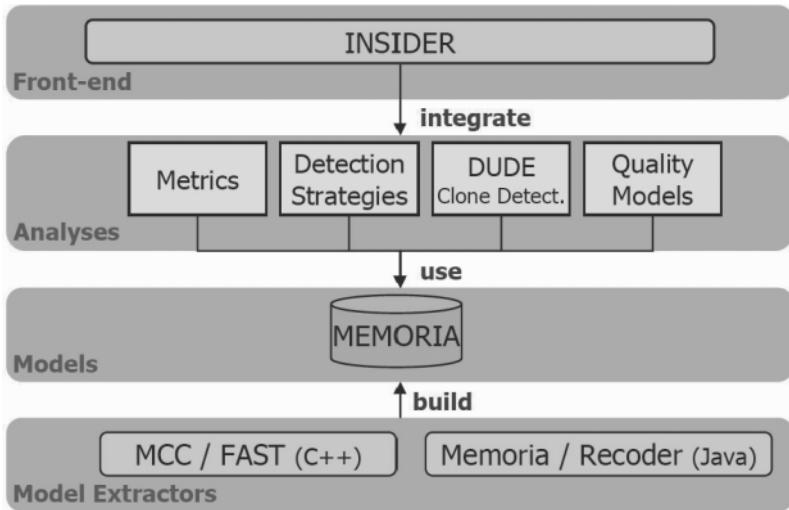 INSIDER
Front-end
integrate
Metrics
Detection
Strategies
DUDE
Clone Detect.
Quality
Models
Analyses
use
MEMORIA
Models
build
MCC / FAST (C++)
Memoria / Recoder (Java)
Model Extractors